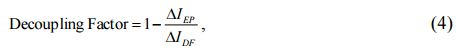 Decoupling Factor = 1 − ΔI_EP / ΔI_DF , (4)